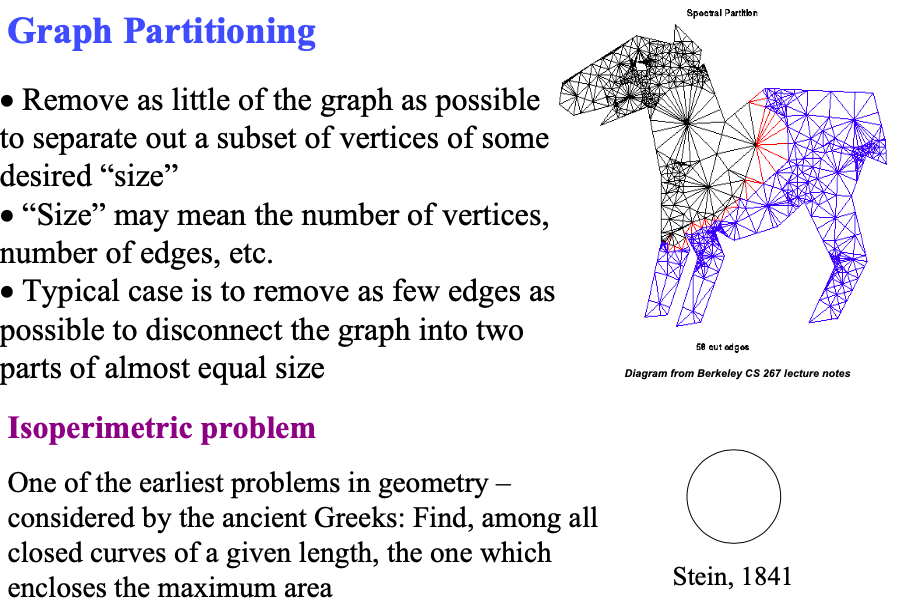 Graph Partitioning
• Remove as little of the graph as possible
to separate out a subset of vertices of some
desired “size”
• “Size” may mean the number of vertices,
number of edges, etc.
• Typical case is to remove as few edges as
possible to disconnect the graph into two
parts of almost equal size
Spectral Partition
58 cut edges
Diagram from Berkeley CS 267 lecture notes
Isoperimetric problem
One of the earliest problems in geometry –
considered by the ancient Greeks: Find, among all
closed curves of a given length, the one which
encloses the maximum area
Stein, 1841